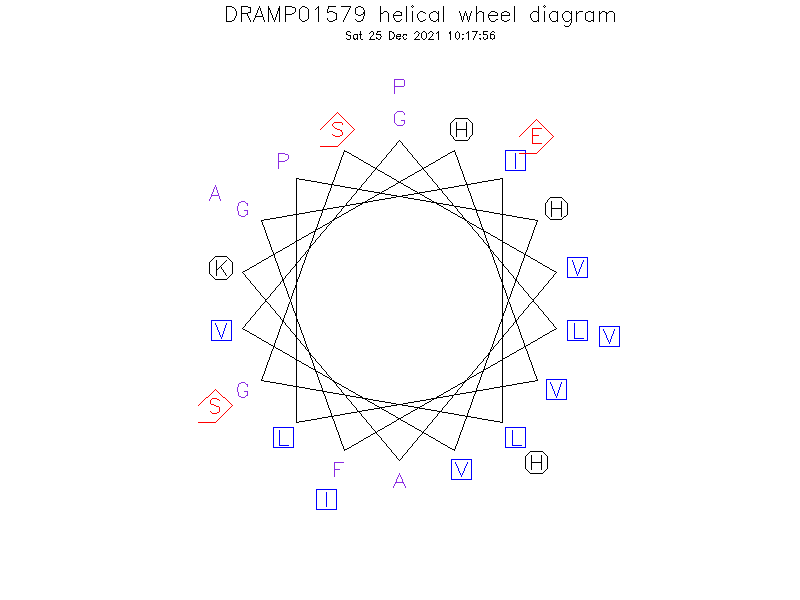 DRAMP01579 helical wheel diagram
Sat 25 Dec 2021 10:17:56
P
G
S
H
E
P
I
A
G
H
K
V
V
L
V
G
V
S
L
L
H
F
V
A
I